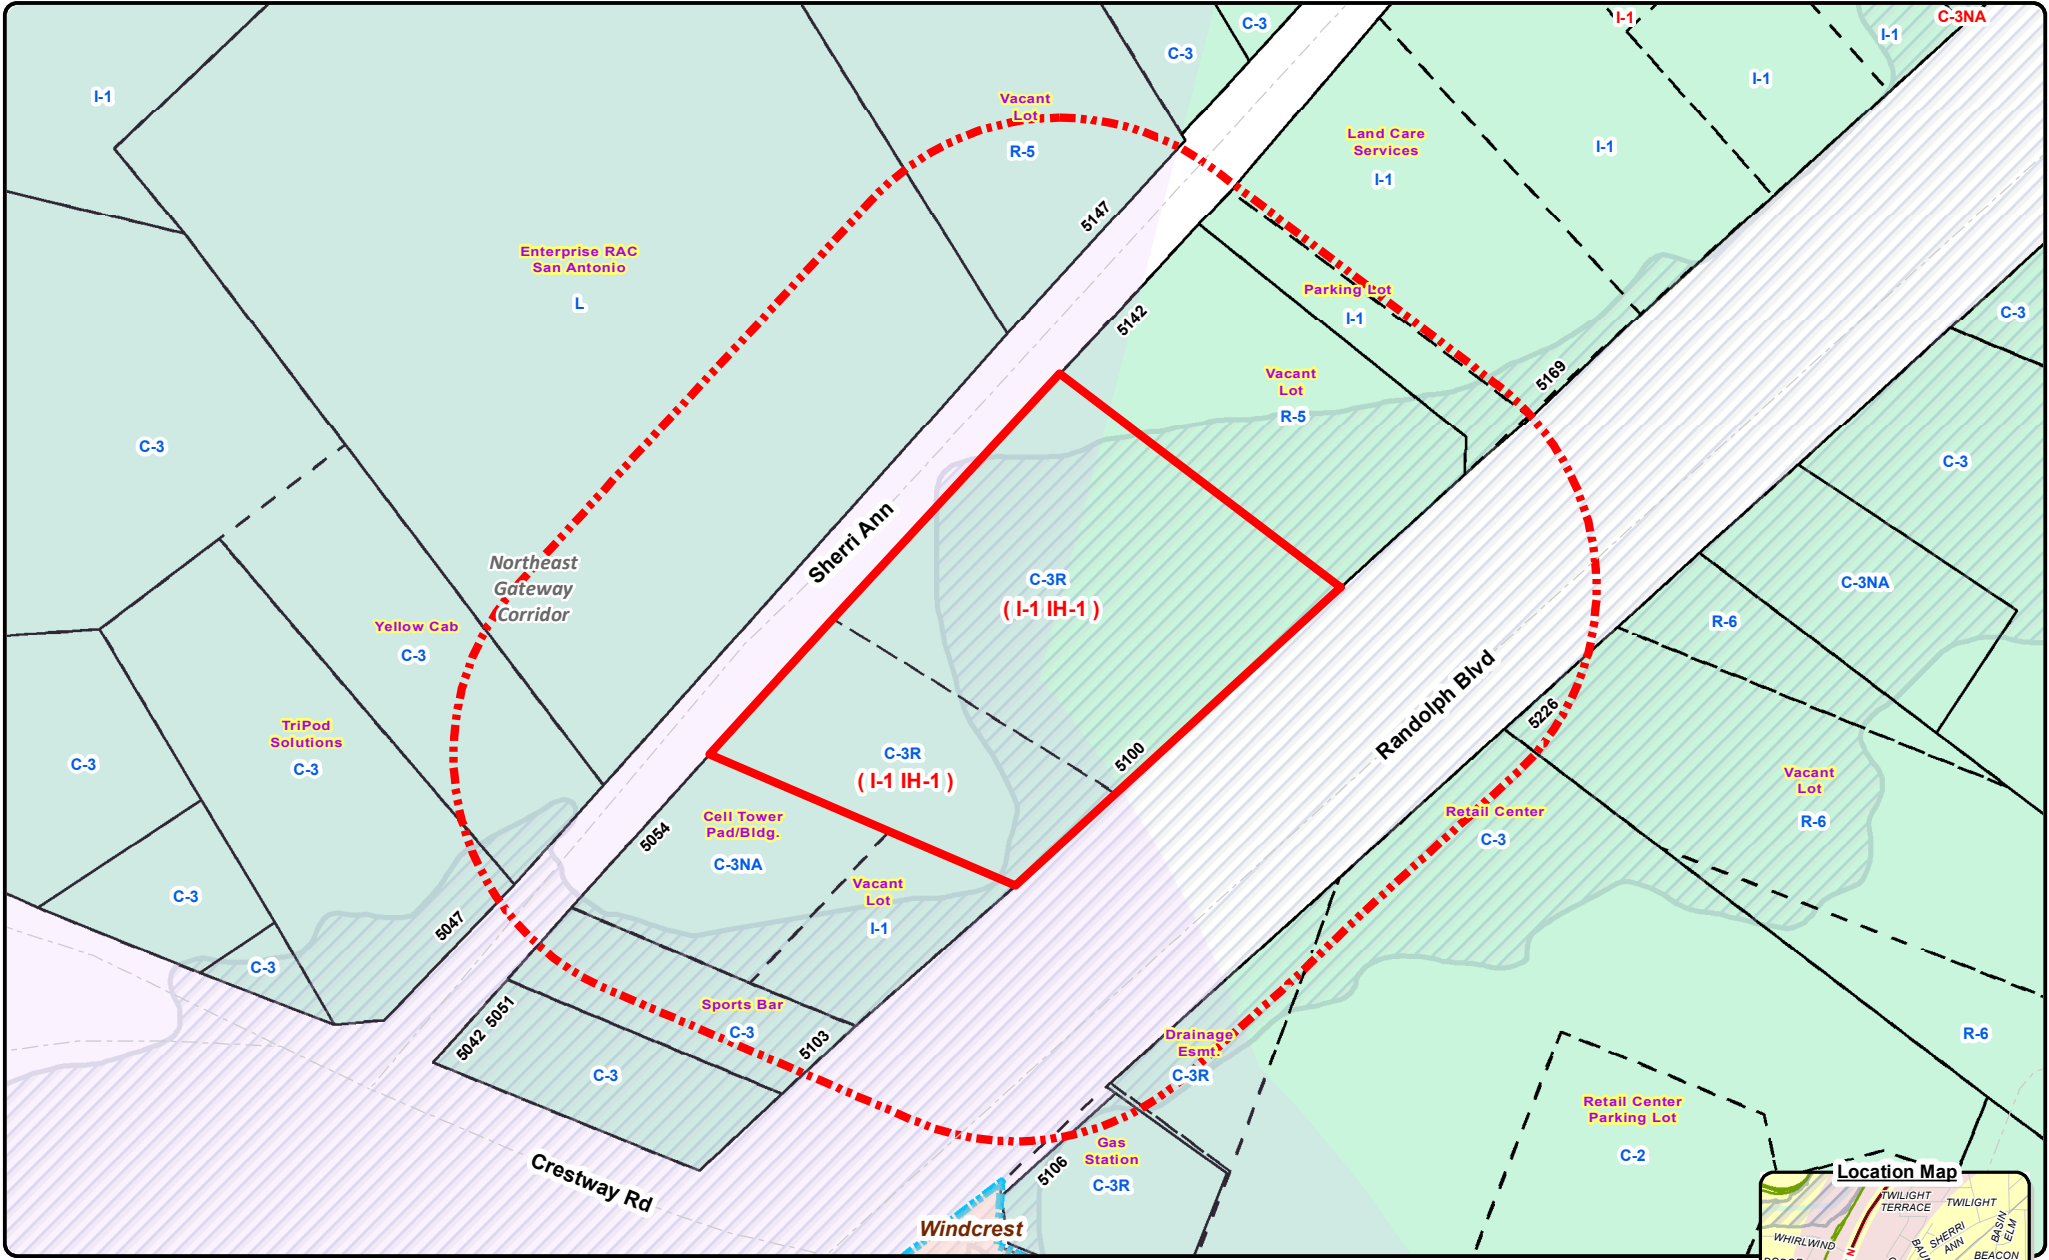 C-3
I-1
C-3NA
C-3
I-1
I-1
I-1
Vacant
Lot
R-5
Land Care
Services
I-1
I-1
5147
Enterprise RAC
San Antonio
L
Parking Lot
I-1
5142
C-3
Vacant
Lot
R-5
5169
C-3
C-3
Sherri Ann
Northeast
Gateway
Corridor
C-3R
( I-1 IH-1 )
C-3NA
R-6
Yellow Cab
C-3
Randolph Blvd
TriPod
Solutions
C-3
C-3
C-3R
( I-1 IH-1 )
5100
5226
Vacant
Lot
R-6
Cell Tower
Pad/Bldg.
C-3NA
5054
Retail Center
C-3
Vacant
Lot
I-1
C-3
5047
C-3
5051
5042
Sports Bar
C-3
5103
C-3
Drainage
Esmt.
C-3R
R-6
Retail Center
Parking Lot
C-2
Gas
Station
C-3R
5106
Crestway Rd
Windcrest
Location Map
TWILIGHT
TERRACE
TWILIGHT
WHIRLWIND
SHERRI
ANN
BASIN
ELM
BEACON